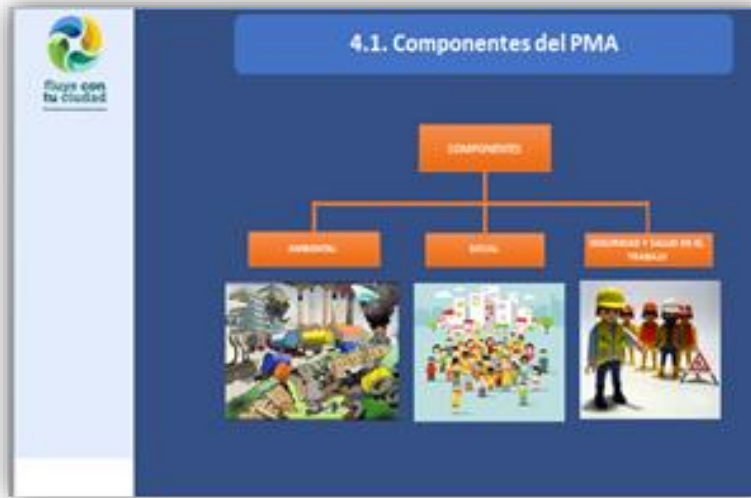 fluye con
tu ciudad
4.1. Componentes del PMA
COMPONENTES
AMBIENTAL
SOCIAL
SEGURIDAD Y SALUD EN EL
TRABAJO